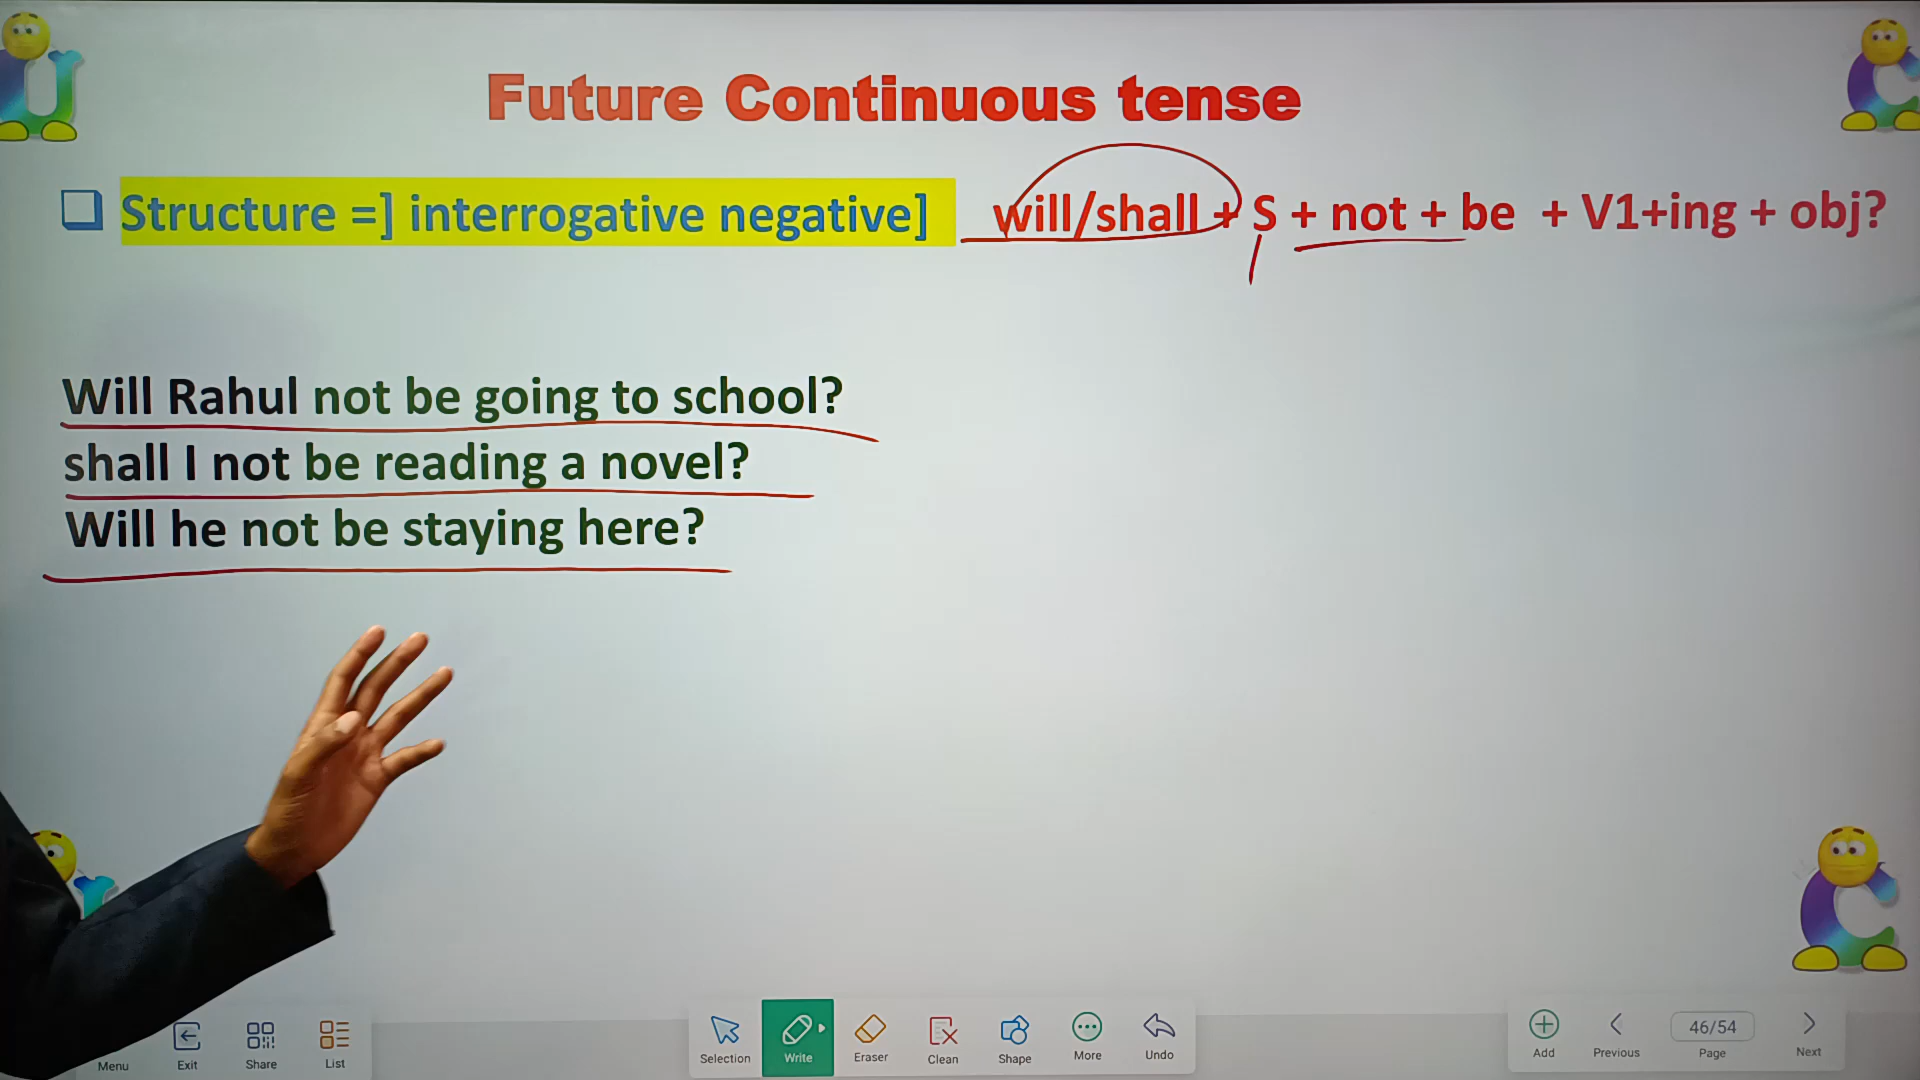 Future Continuous tense
Structure =] interrogative negative] will/shall + S + not + be + V1+ing + obj?
Will Rahul not be going to school?
shall I not be reading a novel?
Will he not be staying here?
Menu
Exit
Share
List
Selection
Write
Eraser
Clean
Shape
More
Undo
Add
Previous
46/54
Page
Next